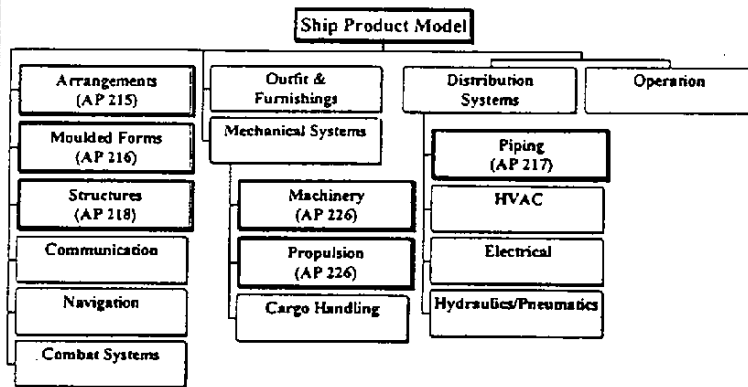 Ship Product Model
Arrangements
(AP 215)
Moulded Forms
(AP 216)
Structures
(AP 218)
Communication
Navigation
Combat Systems
Outfit &
Furnishings
Mechanical Systems
Machinery
(AP 226)
Propulsion
(AP 226)
Cargo Handling
Distribution
Systems
Piping
(AP 217)
HVAC
Electrical
Hydraulics/Pneumatics
Operation